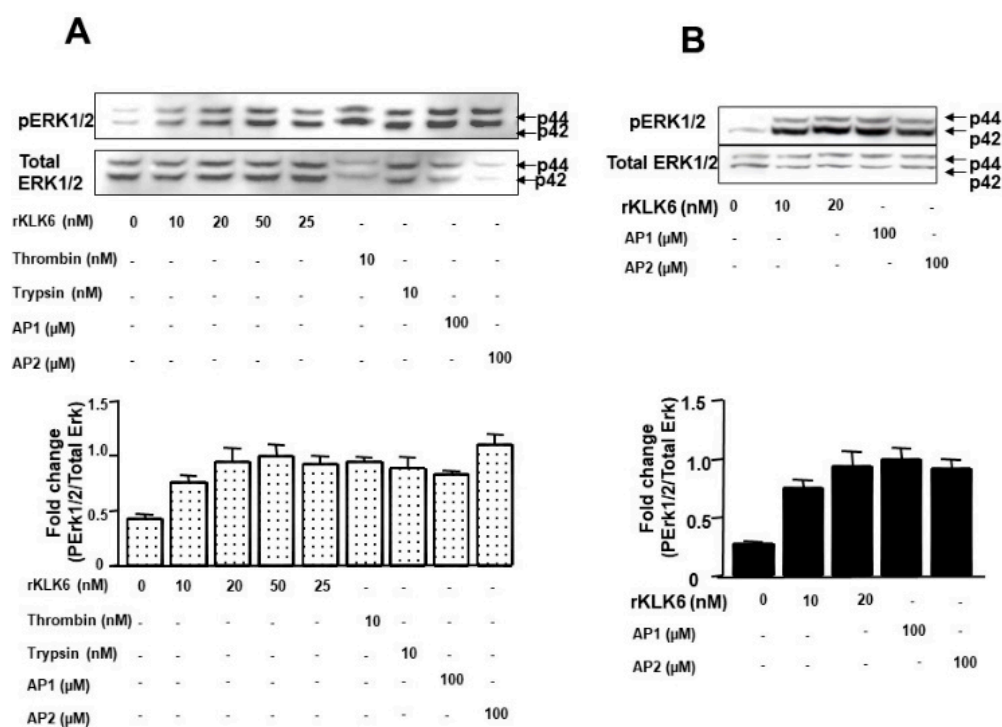 A
pERK1/2
p44
p42
Total
ERK1/2
p44
p42
rKLK6 (nM) 0 10 20 50 25 - - - -
Thrombin (nM) - - - - - 10 - - -
Trypsin (nM) - - - - - - 10 - -
AP1 (µM) - - - - - - - 100 -
AP2 (µM) - - - - - - - - 100
Fold change
(PErk1/2/Total Erk)
1.5
1.0
0.5
0
rKLK6 (nM) 0 10 20 50 25 - - - -
Thrombin (nM) - - - - - 10 - - -
Trypsin (nM) - - - - - - 10 - -
AP1 (µM) - - - - - - - 100 -
AP2 (µM) - - - - - - - - 100
B
pERK1/2
p44
p42
Total ERK1/2
p44
p42
rKLK6 (nM) 0 10 20 - -
AP1 (µM) - - - 100 -
AP2 (µM) - - - - 100
Fold change
(PErk1/2/Total Erk)
1.5
1.0
0.5
0
rKLK6 (nM) 0 10 20 - -
AP1 (µM) - - - 100 -
AP2 (µM) - - - - 100